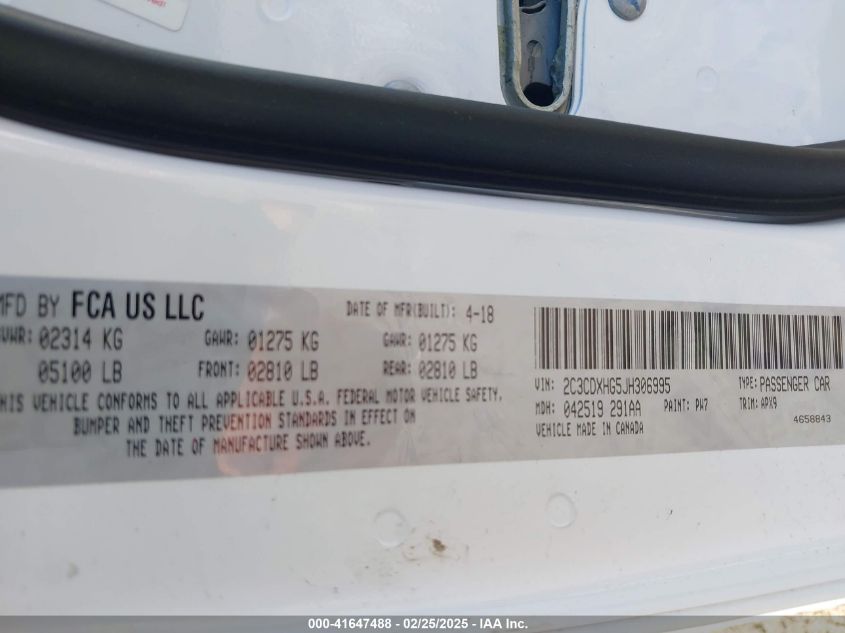 MFD BY FCA US LLC
DATE OF MFR(BUILT): 4-18
GVWR: 02314 KG
GAWR: 01275 KG
GAWR: 01275 KG
05100 LB
FRONT: 02810 LB
REAR: 02810 LB
THIS VEHICLE CONFORMS TO ALL APPLICABLE U.S.A. FEDERAL MOTOR VEHICLE SAFETY,
BUMPER AND THEFT PREVENTION STANDARDS IN EFFECT ON
THE DATE OF MANUFACTURE SHOWN ABOVE.
VIN: 2C3CDXHG5JH306995
TYPE: PASSENGER CAR
MDH: 042519 291AA
PAINT: PW7
TRIM: APX9
VEHICLE MADE IN CANADA
4658843
000-41647488 - 02/25/2025 - IAA Inc.